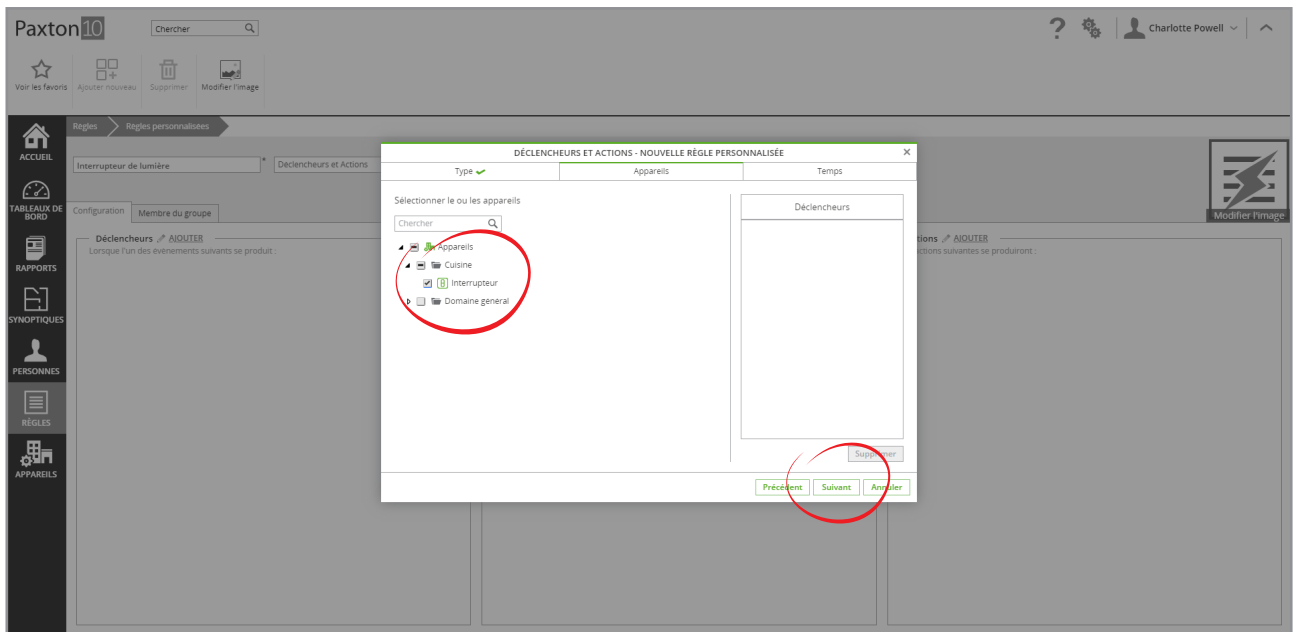 Paxton10
Chercher
Charlotte Powell
Voir les favoris
Ajouter nouveau
Supprimer
Modifier l'image
Règles
Règles personnalisées
ACCUEIL
TABLEAUX DE
BORD
RAPPORTS
SYNOPTIQUES
PERSONNES
RÈGLES
APPAREILS
Interrupteur de lumière *
Déclencheurs et Actions
Modifier l'image
Configuration
Membre du groupe
Déclencheurs AJOUTER
Lorsque l'un des évenements suivants se produit :
tions AJOUTER
ctions suivantes se produiront :
DÉCLENCHEURS ET ACTIONS - NOUVELLE RÈGLE PERSONNALISÉE
Type
Appareils
Temps
Sélectionner le ou les appareils
Chercher
Appareils
Cuisine
Interrupteur
Domaine général
Déclencheurs
Supprimer
Précédent
Suivant
Annuler